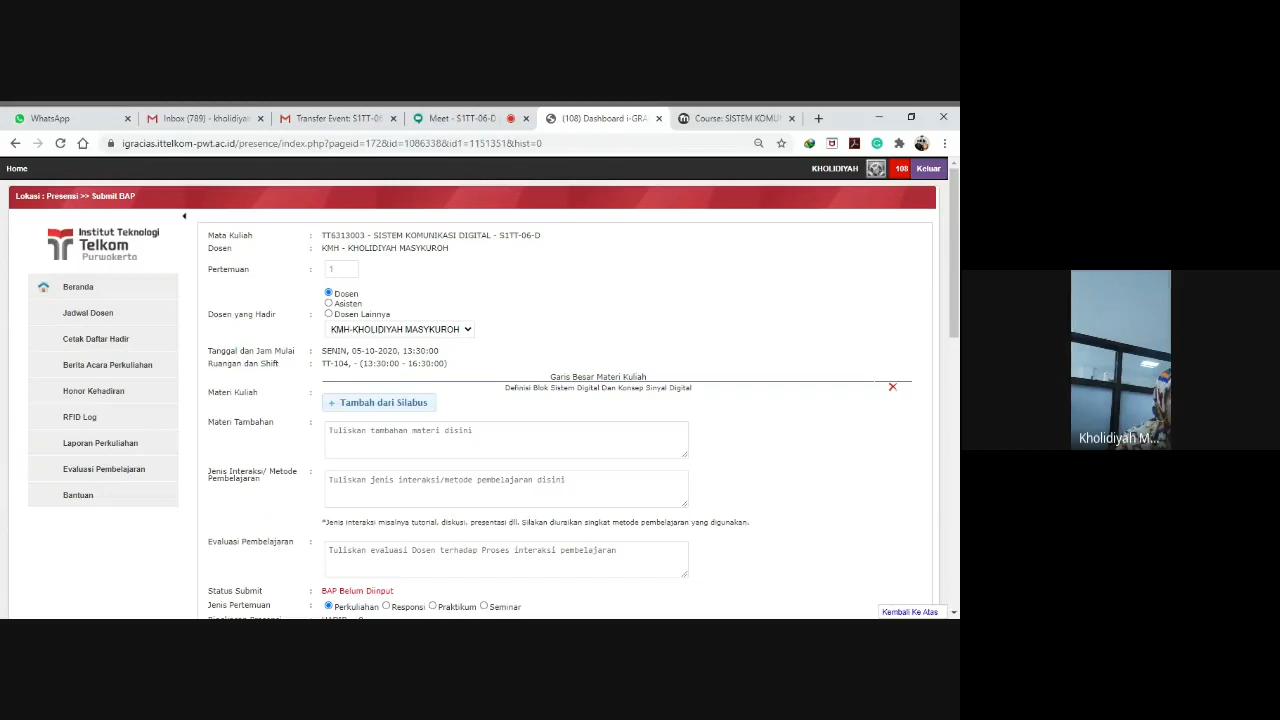 WhatsApp
Inbox (789) - kholidiya
Transfer Event: S1TT-06
Meet - S1TT-06-D
(108) Dashboard i-GRA
Course: SISTEM KOMU
igracias.ittelkom-pwt.ac.id/presence/index.php?pageid=172&id=1086338&id1=1151351&hist=0
Home
KHOLIDIYAH
108
Keluar
Lokasi : Presensi >> Submit BAP
Institut Teknologi
Telkom
Purwokerto
Beranda
Jadwal Dosen
Cetak Daftar Hadir
Berita Acara Perkuliahan
Honor Kehadiran
RFID Log
Laporan Perkuliahan
Evaluasi Pembelajaran
Bantuan
Mata Kuliah : TT6313003 - SISTEM KOMUNIKASI DIGITAL - S1TT-06-D
Dosen : KMH - KHOLIDIYAH MASYKUROH
Pertemuan : 1
Dosen yang Hadir :
Dosen
Asisten
Dosen Lainnya
KMH-KHOLIDIYAH MASYKUROH
Tanggal dan Jam Mulai : SENIN, 05-10-2020, 13:30:00
Ruangan dan Shift : TT-104, - (13:30:00 - 16:30:00)
Materi Kuliah :
Garis Besar Materi Kuliah
Definisi Blok Sistem Digital Dan Konsep Sinyal Digital
+ Tambah dari Silabus
Materi Tambahan :
Tuliskan tambahan materi disini
Jenis Interaksi/ Metode :
Pembelajaran
Tuliskan jenis interaksi/metode pembelajaran disini
*Jenis interaksi misalnya tutorial, diskusi, presentasi dll. Silakan diuraikan singkat metode pembelajaran yang digunakan.
Evaluasi Pembelajaran :
Tuliskan evaluasi Dosen terhadap Proses interaksi pembelajaran
Status Submit : BAP Belum Diinput
Jenis Pertemuan : Perkuliahan Responsi Praktikum Seminar
Kembali Ke Atas
Kholidiyah M...